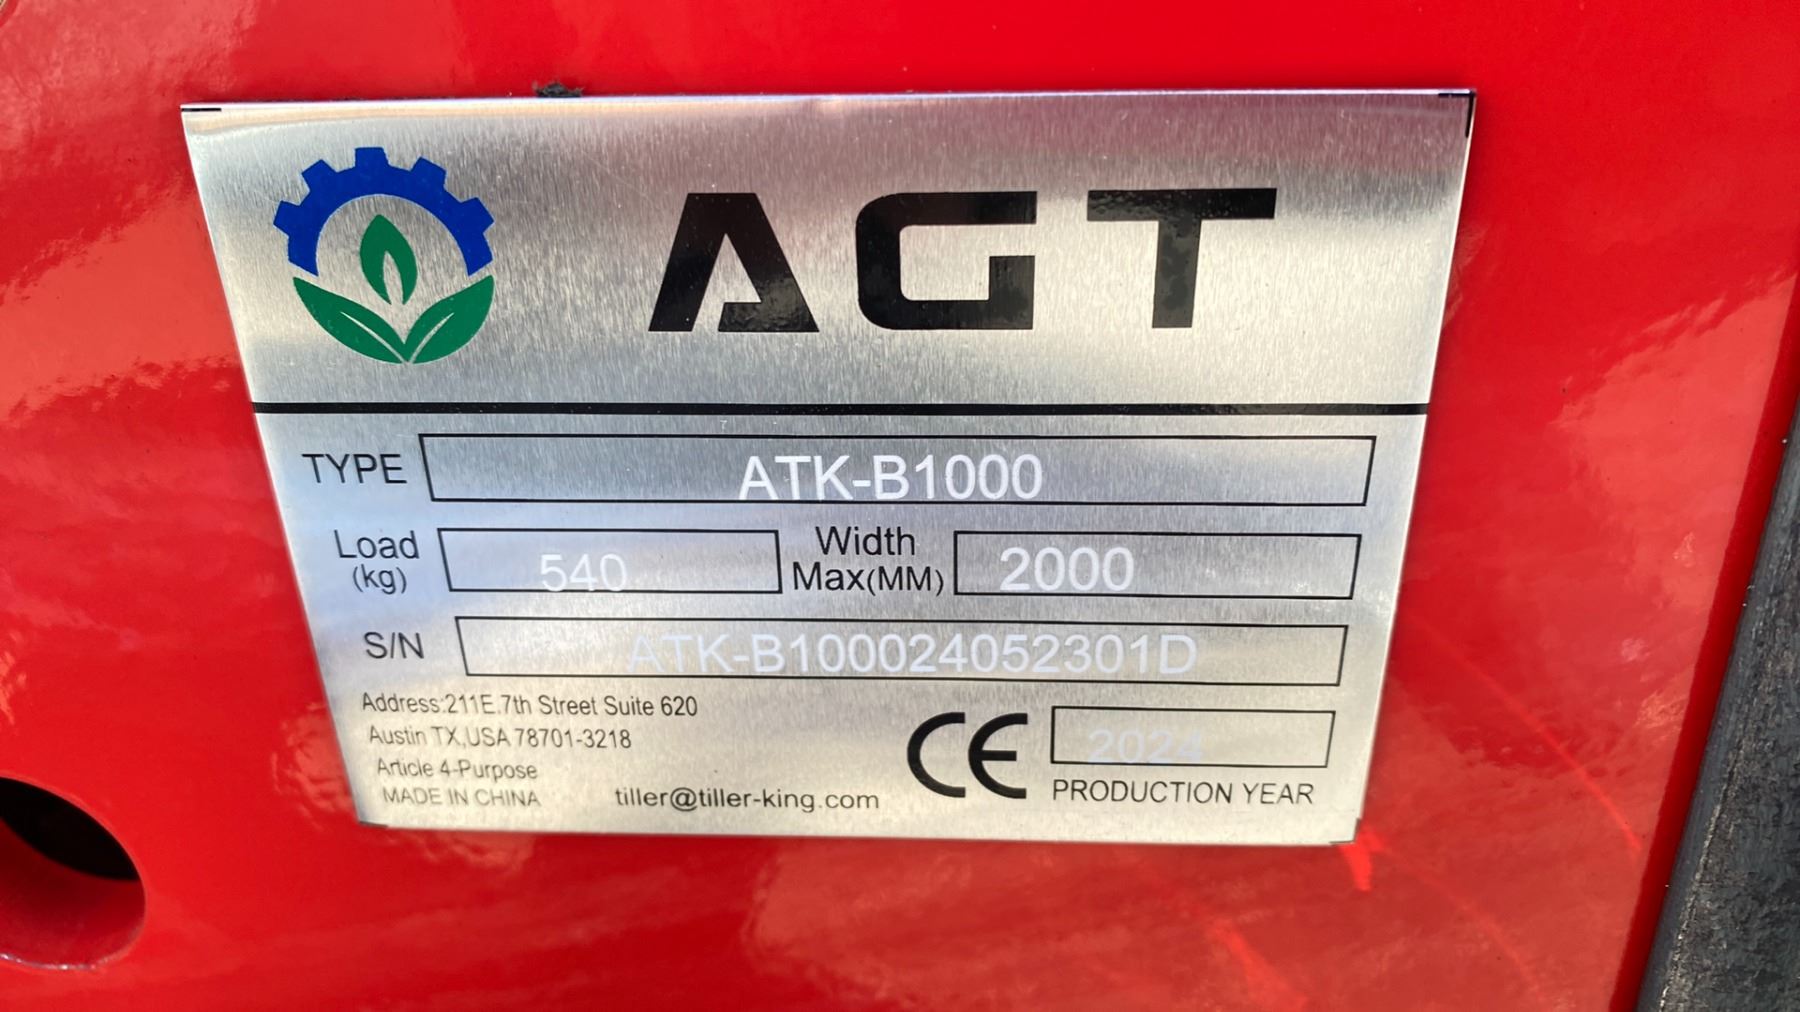 AGT
TYPE ATK-B1000
Load (kg) 540 Width Max(MM) 2000
S/N ATK-B100024052301D
Address:211E.7th Street Suite 620
Austin TX,USA 78701-3218
Article 4-Purpose
MADE IN CHINA
tiller@tiller-king.com
CE
2024
PRODUCTION YEAR